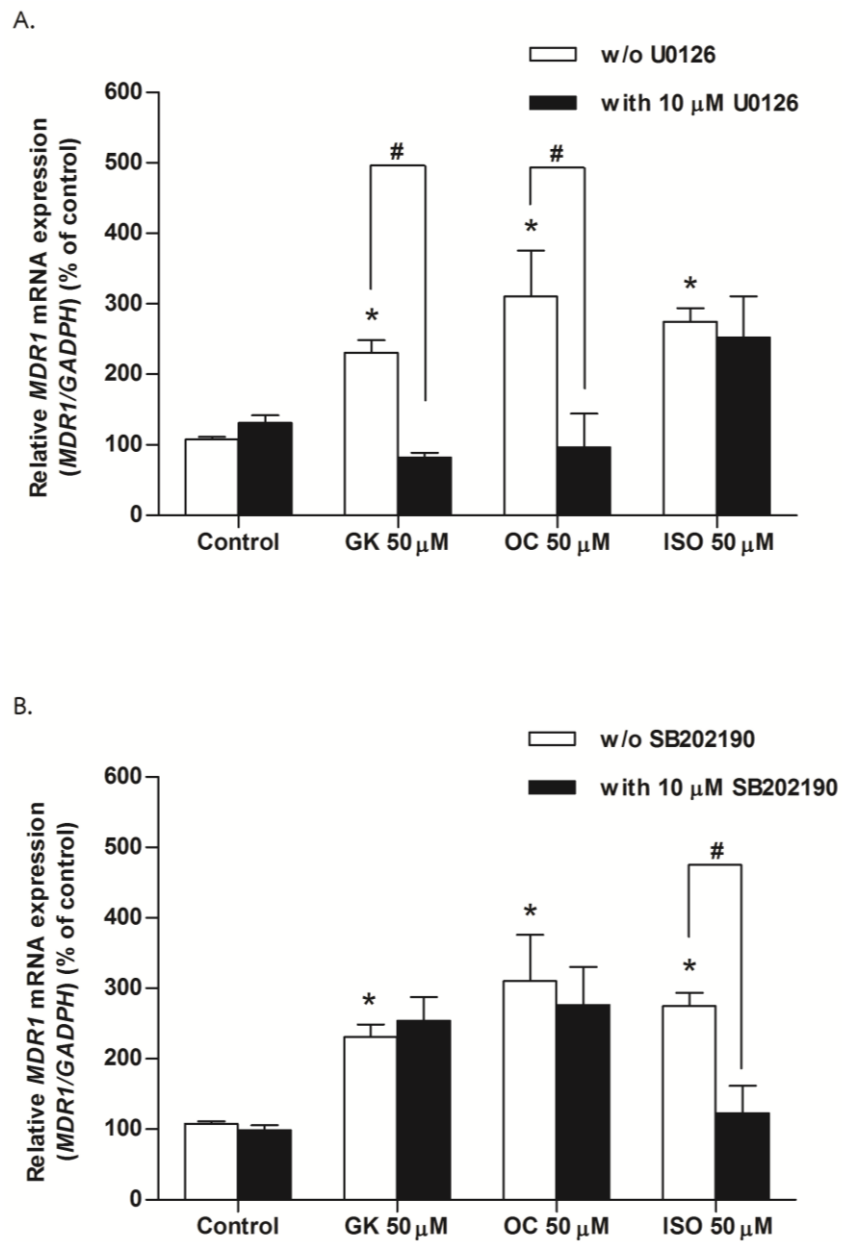 A.
w/o U0126
with 10 μM U0126
Relative MDR1 mRNA expression
(MDR1/GADPH) (% of control)
600
500
400
300
200
100
0
#
#
*
*
*
Control
GK 50 μM
OC 50 μM
ISO 50 μM
B.
w/o SB202190
with 10 μM SB202190
Relative MDR1 mRNA expression
(MDR1/GADPH) (% of control)
600
500
400
300
200
100
0
#
*
*
*
Control
GK 50 μM
OC 50 μM
ISO 50 μM